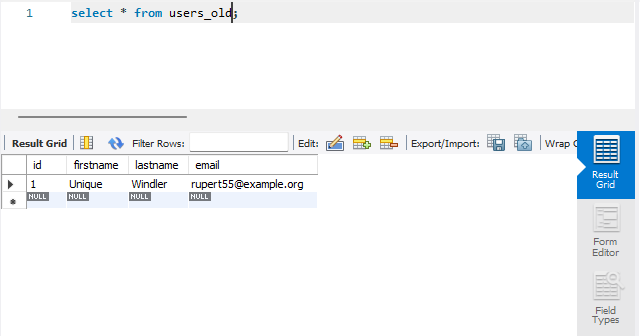 1 select * from users_old;
Result Grid Filter Rows: Edit: Export/Import: Wrap C
id firstname lastname email
1 Unique Windler rupert55@example.org
NULL NULL NULL NULL
Result
Grid
Form
Editor
Field
Types